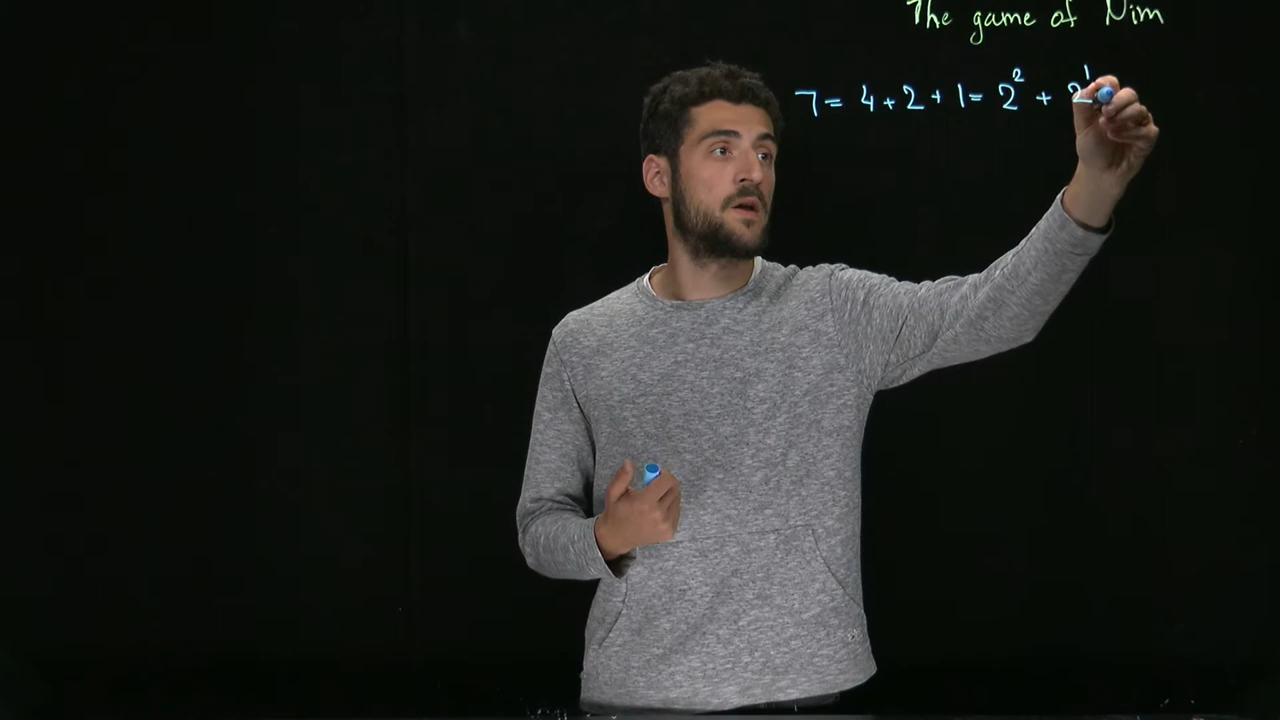 The game of Nim
7 = 4 + 2 + 1 = 2² + 2¹